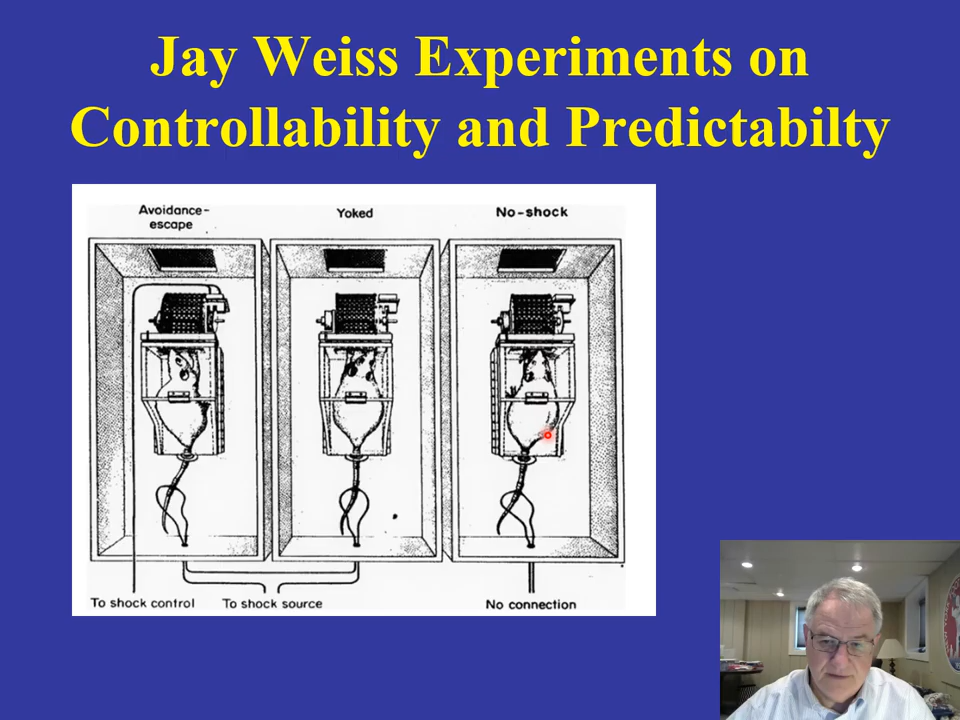 Jay Weiss Experiments on
Controllability and Predictabilty
Avoidance-
escape
Yoked
No-shock
To shock control
To shock source
No connection